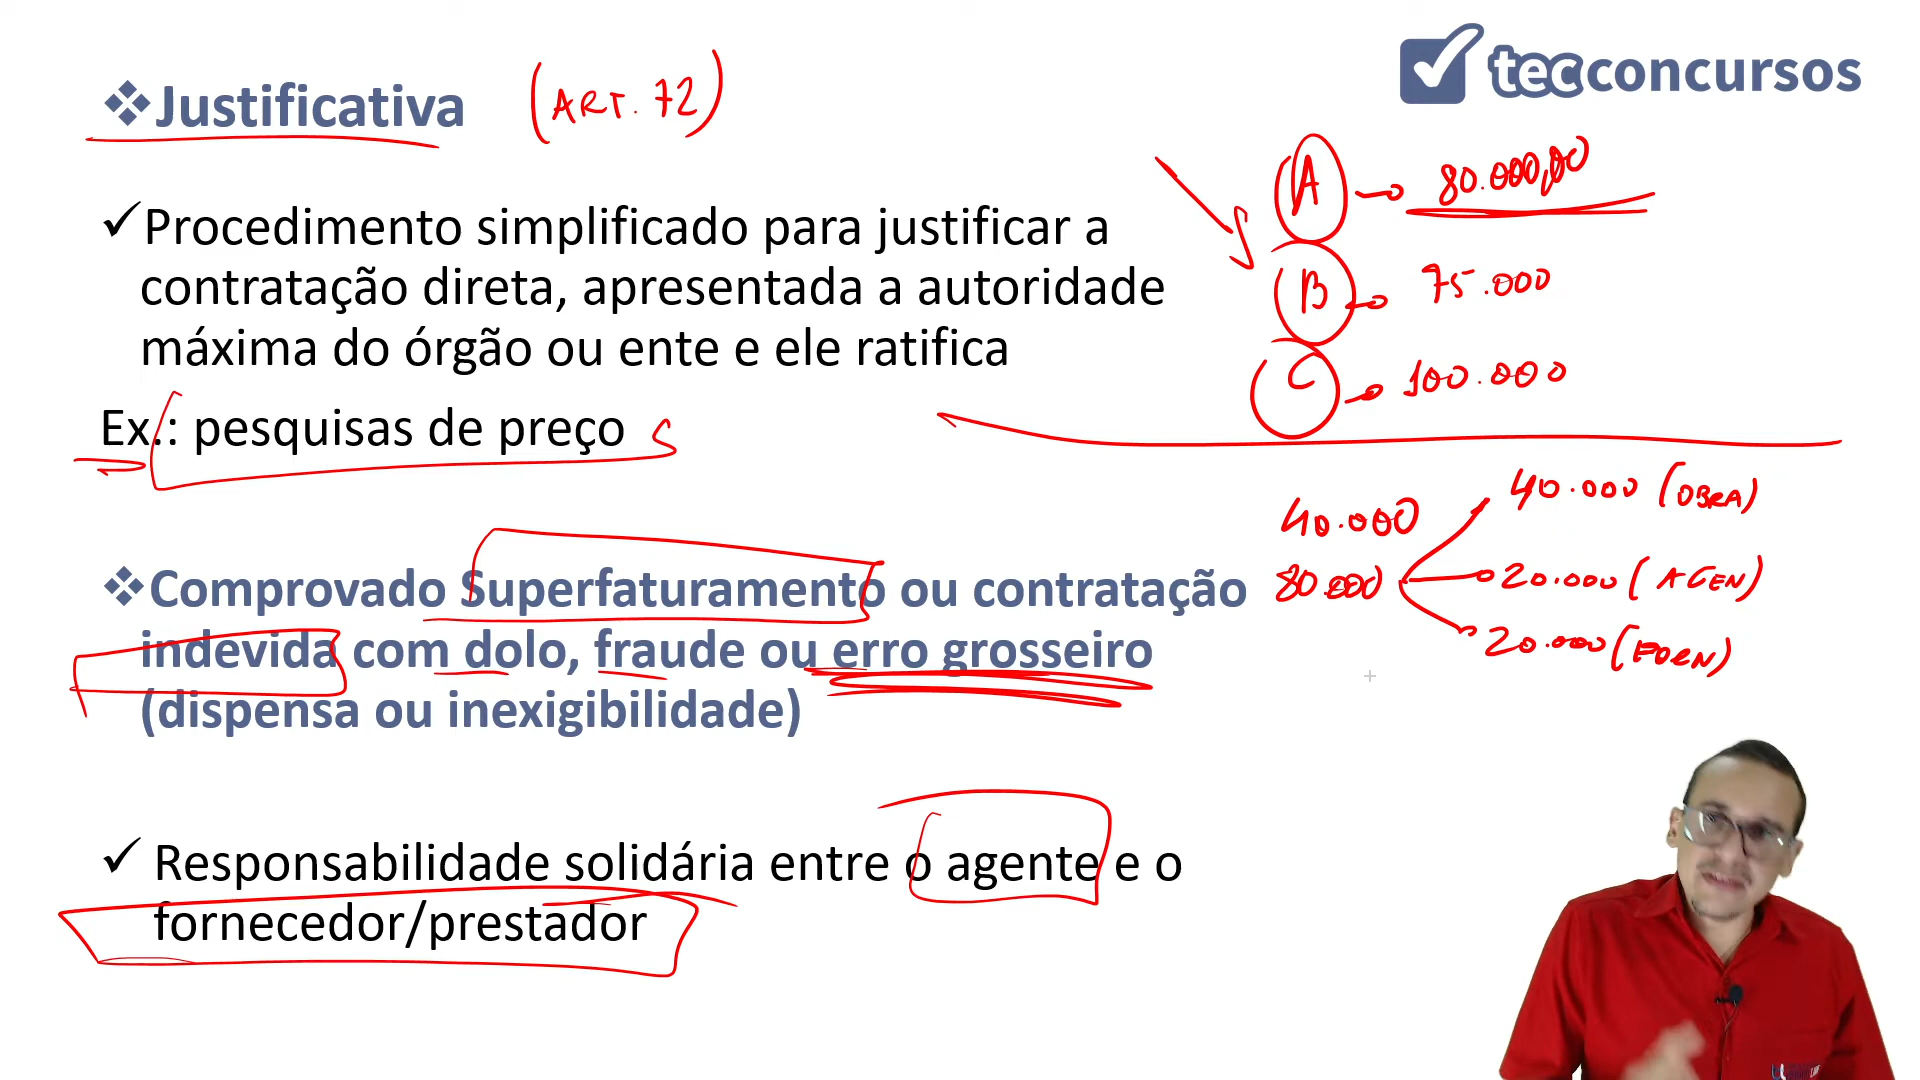 tecconcursos
Justificativa (ART. 72)
Procedimento simplificado para justificar a
contratação direta, apresentada a autoridade
máxima do órgão ou ente e ele ratifica
Ex.: pesquisas de preço
A 80.000,00
B 75.000
C 100.000
Comprovado Superfaturamento ou contratação
indevida com dolo, fraude ou erro grosseiro
(dispensa ou inexigibilidade)
40.000
80.000
40.000 (OBRA)
20.000 (AGEN)
20.000 (FORN)
Responsabilidade solidária entre o agente e o
fornecedor/prestador